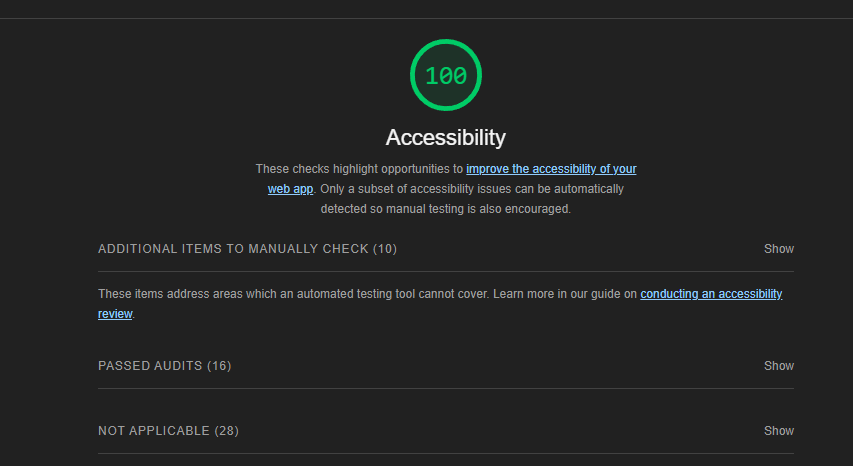 100
Accessibility
These checks highlight opportunities to improve the accessibility of your
web app. Only a subset of accessibility issues can be automatically
detected so manual testing is also encouraged.
ADDITIONAL ITEMS TO MANUALLY CHECK (10) Show
These items address areas which an automated testing tool cannot cover. Learn more in our guide on conducting an accessibility
review.
PASSED AUDITS (16) Show
NOT APPLICABLE (28) Show